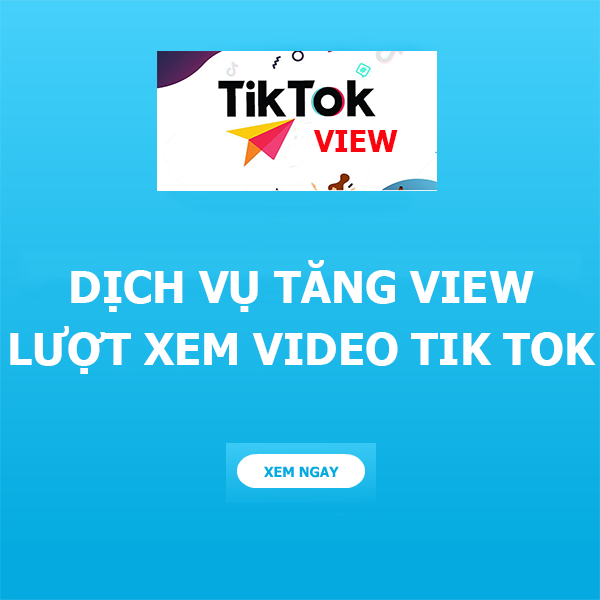 TikTok
VIEW
DỊCH VỤ TĂNG VIEW
LƯỢT XEM VIDEO TIK TOK
XEM NGAY